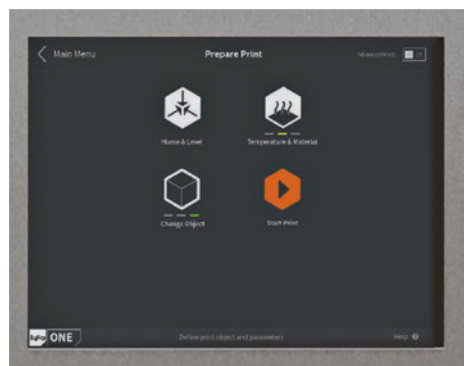 Main Menu
Prepare Print
Advanced Mode
Home & Level
Temperature & Material
Change Object
Start Print
BigRep ONE
Define print object and parameters
Help